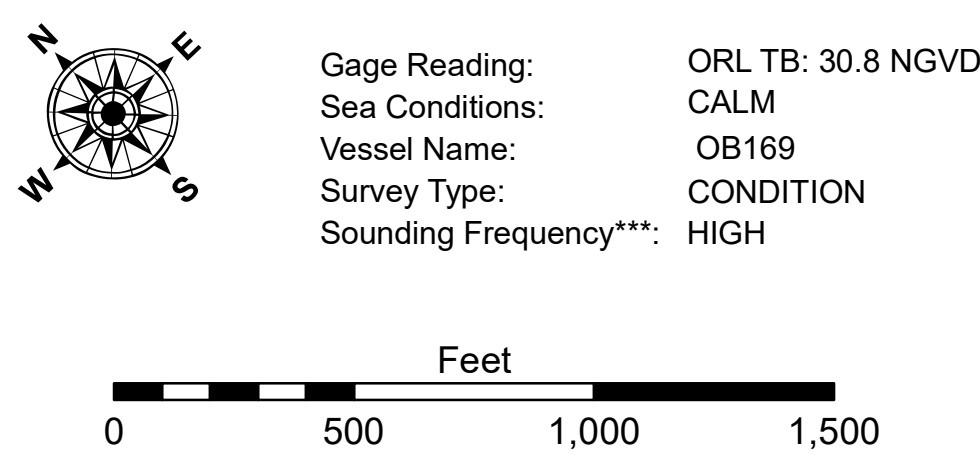 N E
W S
Gage Reading: ORL TB: 30.8 NGVD
Sea Conditions: CALM
Vessel Name: OB169
Survey Type: CONDITION
Sounding Frequency***: HIGH
Feet
0 500 1,000 1,500